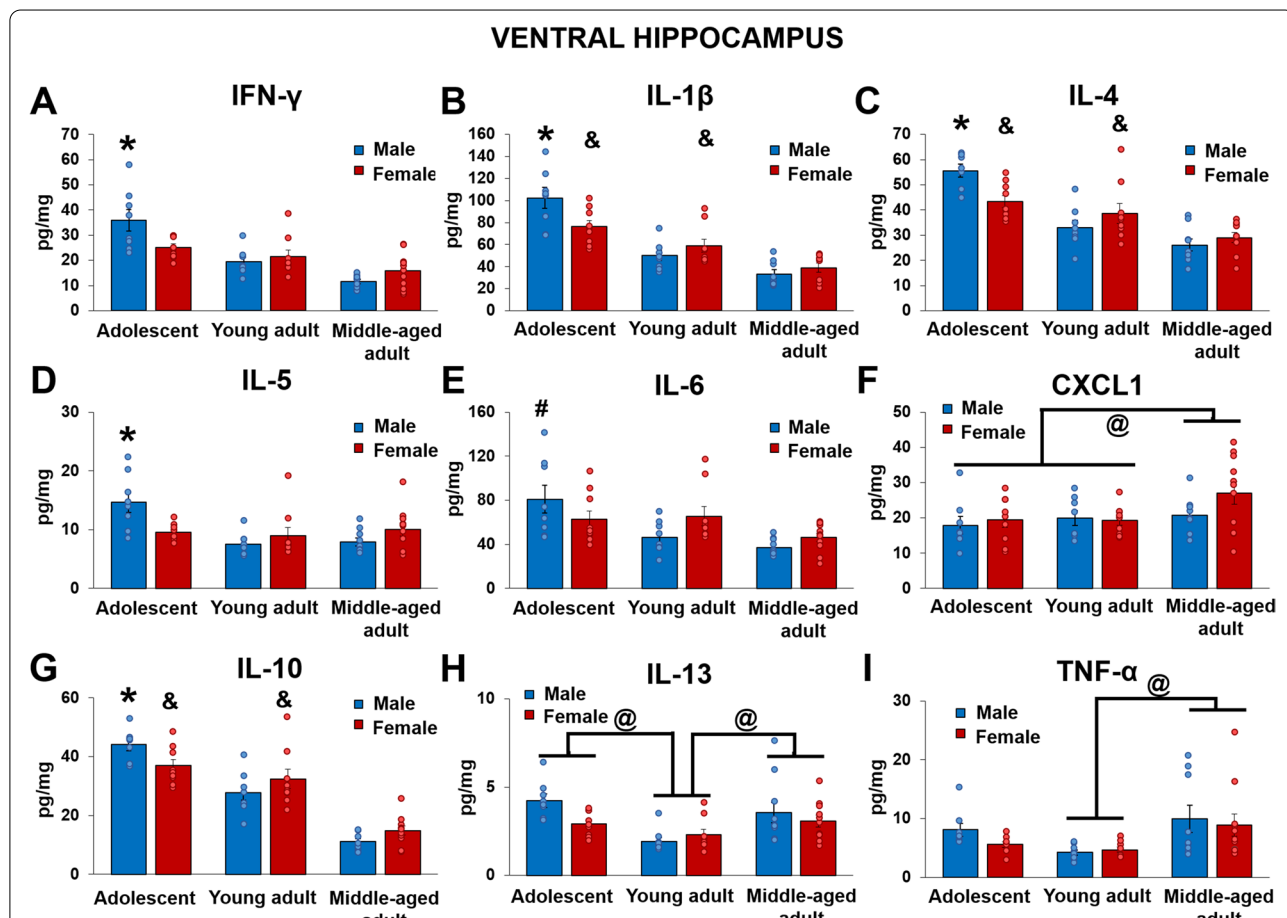 VENTRAL HIPPOCAMPUS
A
IFN-γ
*
70
60
50
40
30
20
10
0
pg/mg
Male
Female
Adolescent
Young adult
Middle-aged
adult
B
IL-1β
*
&
&
160
140
120
100
80
60
40
20
0
pg/mg
Male
Female
Adolescent
Young adult
Middle-aged
adult
C
IL-4
*
&
&
70
60
50
40
30
20
10
0
pg/mg
Male
Female
Adolescent
Young adult
Middle-aged
adult
D
IL-5
*
30
20
10
0
pg/mg
Male
Female
Adolescent
Young adult
Middle-aged
adult
E
IL-6
#
160
120
80
40
0
pg/mg
Male
Female
Adolescent
Young adult
Middle-aged
adult
F
CXCL1
@
50
40
30
20
10
0
pg/mg
Male
Female
Adolescent
Young adult
Middle-aged
adult
G
IL-10
*
&
&
60
40
20
0
pg/mg
Male
Female
Adolescent
Young adult
Middle-aged
adult
H
IL-13
@
@
10
5
0
pg/mg
Male
Female
Adolescent
Young adult
Middle-aged
adult
I
TNF-α
@
30
20
10
0
pg/mg
Male
Female
Adolescent
Young adult
Middle-aged
adult